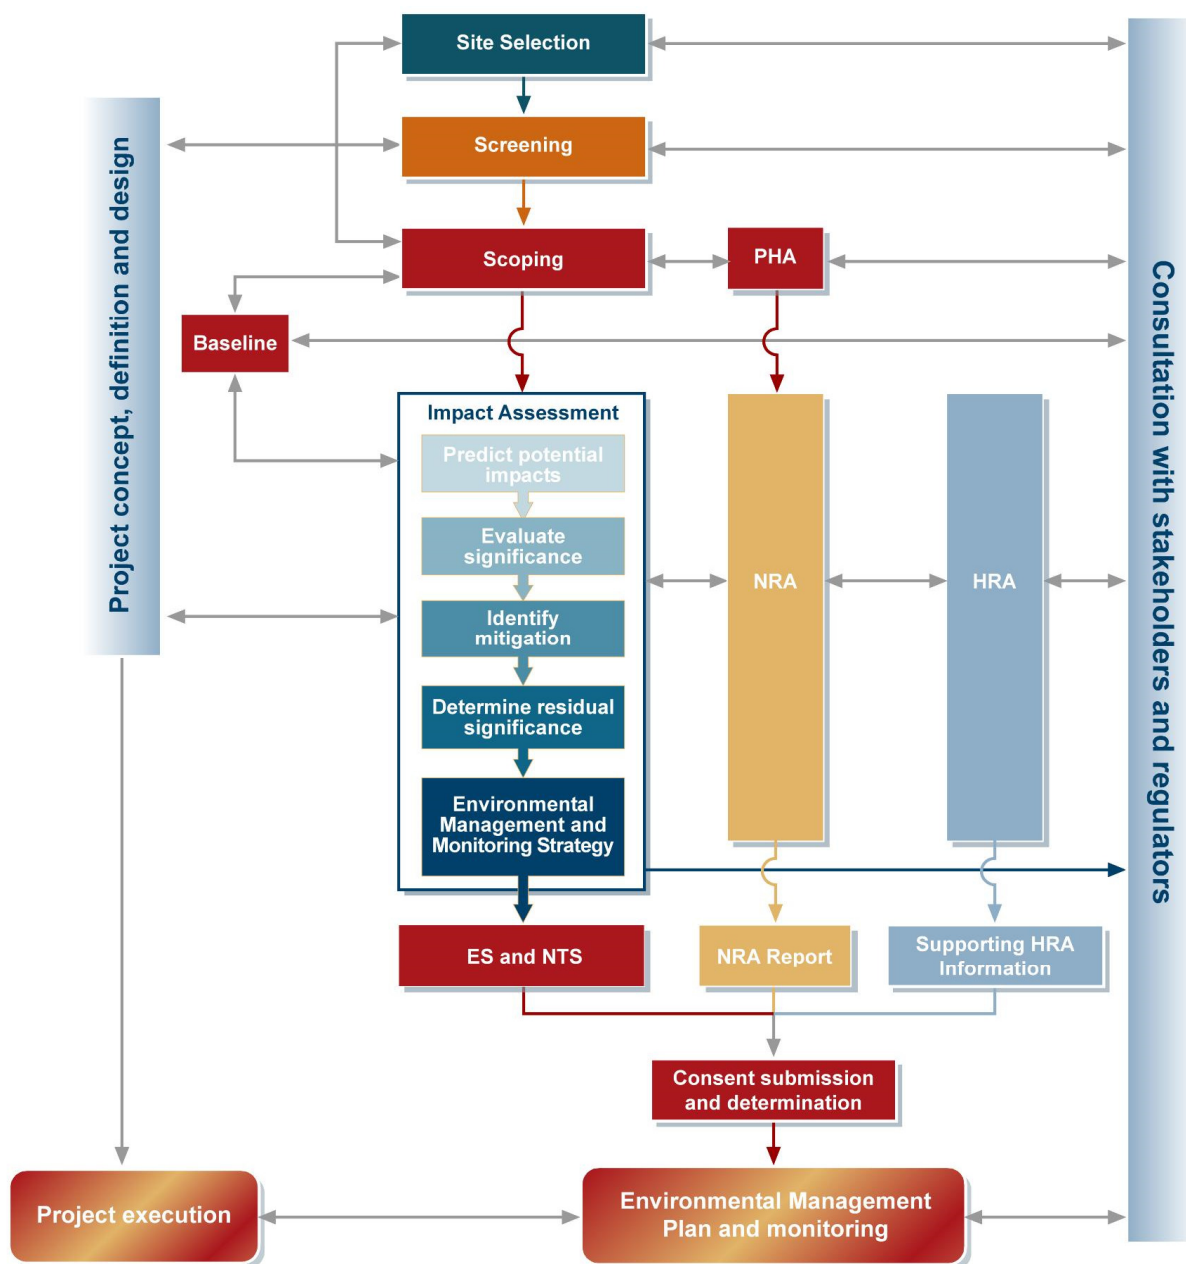 Site Selection
Screening
Scoping
PHA
Baseline
Project concept, definition and design
Consultation with stakeholders and regulators
Impact Assessment
Predict potential
impacts
Evaluate
significance
Identify
mitigation
Determine residual
significance
Environmental
Management and
Monitoring Strategy
NRA
HRA
ES and NTS
NRA Report
Supporting HRA
Information
Consent submission
and determination
Project execution
Environmental Management
Plan and monitoring